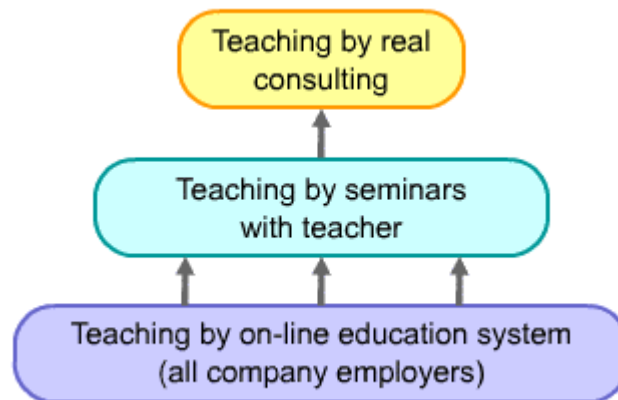 Teaching by real
consulting
Teaching by seminars
with teacher
Teaching by on-line education system
(all company employers)